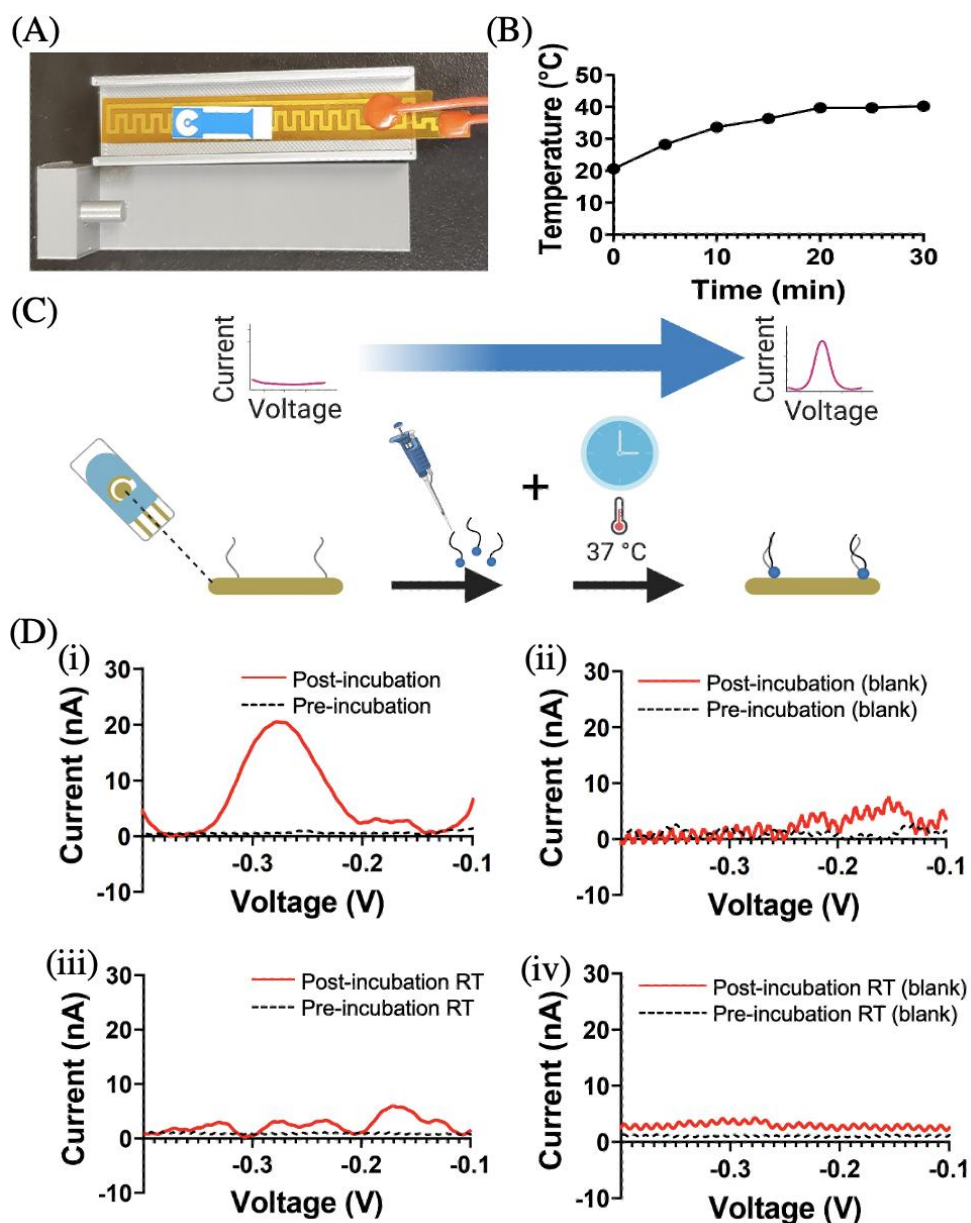 (A)
(B)
Temperature (°C)
50
40
30
20
10
0
0 10 20 30
Time (min)
(C)
Current
Voltage
Current
Voltage
+
37 °C
(D)
(i)
Current (nA)
30
20
10
0
-10
Post-incubation
Pre-incubation
-0.3 -0.2 -0.1
Voltage (V)
(ii)
Current (nA)
30
20
10
0
-10
Post-incubation (blank)
Pre-incubation (blank)
-0.3 -0.2 -0.1
Voltage (V)
(iii)
Current (nA)
30
20
10
0
-10
Post-incubation RT
Pre-incubation RT
-0.3 -0.2 -0.1
Voltage (V)
(iv)
Current (nA)
30
20
10
0
-10
Post-incubation RT (blank)
Pre-incubation RT (blank)
-0.3 -0.2 -0.1
Voltage (V)